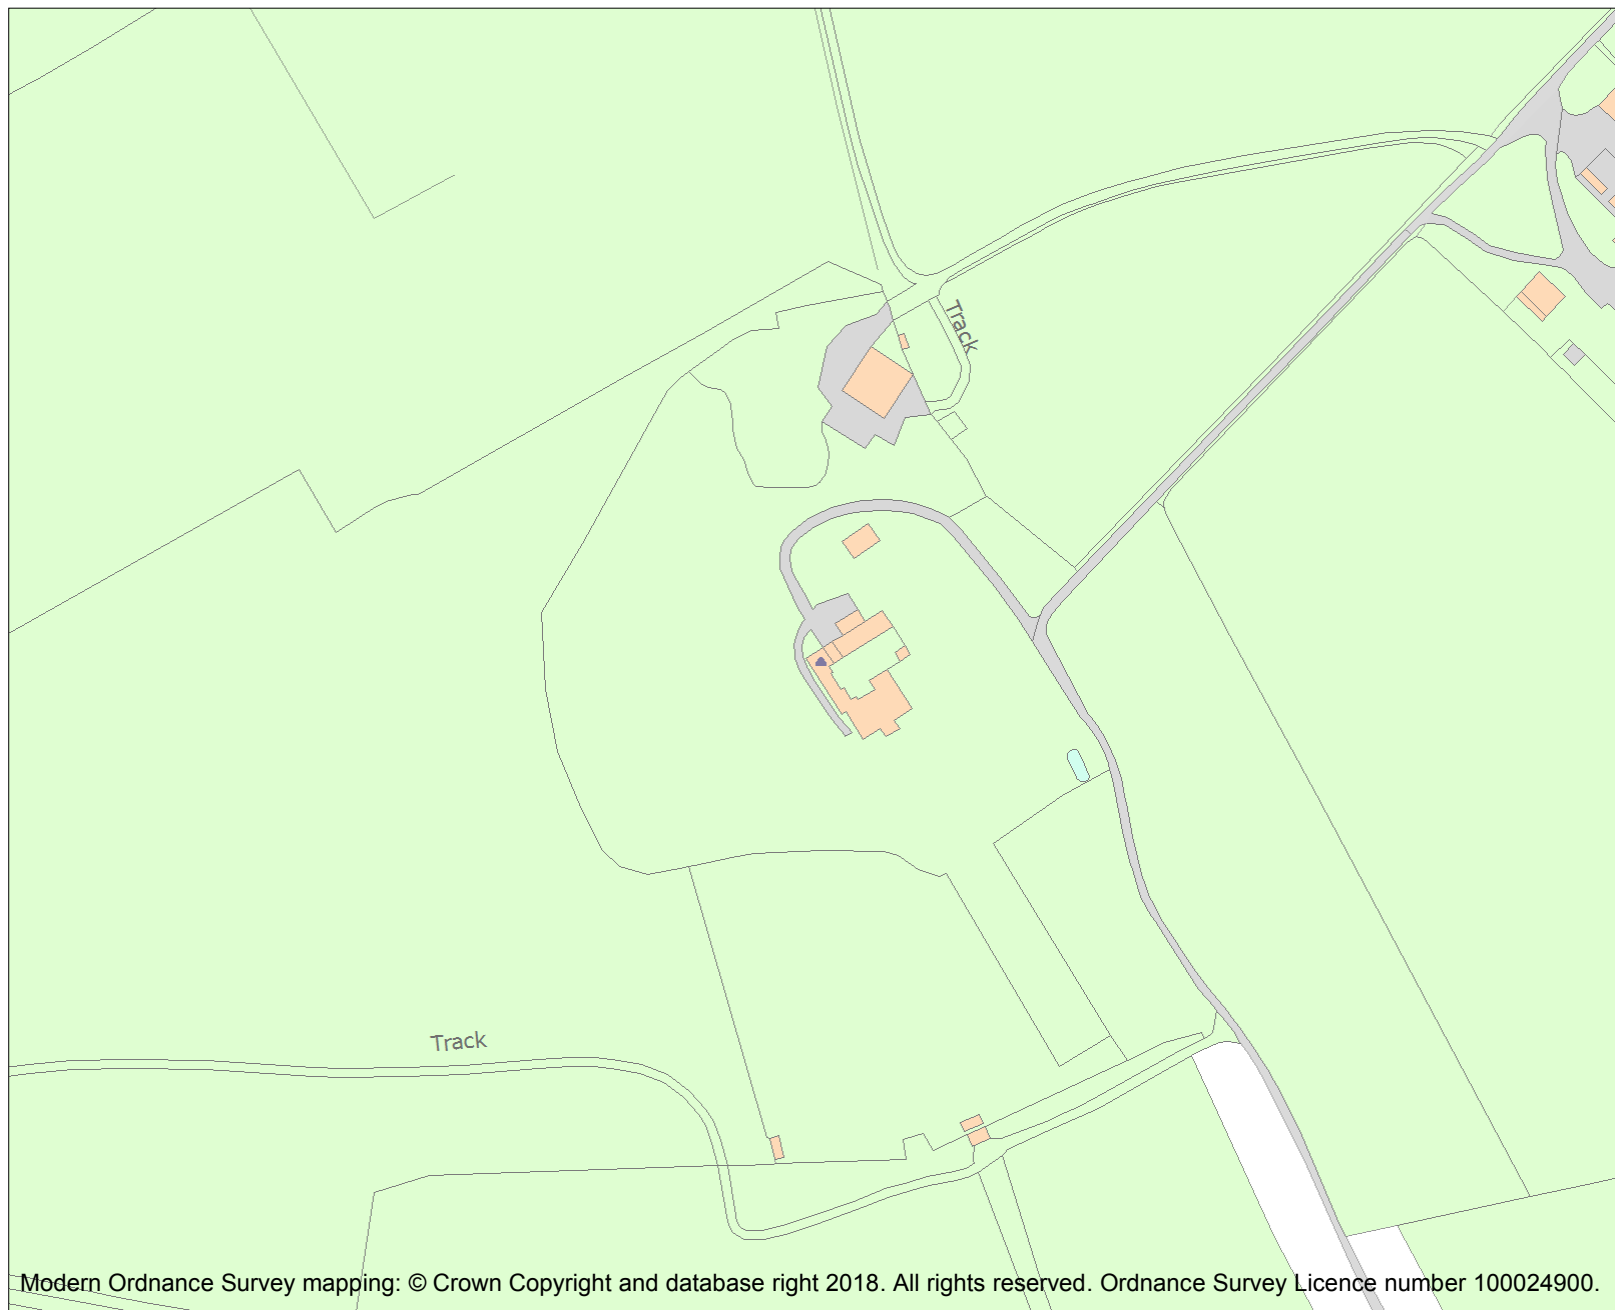 Track
Track
Modern Ordnance Survey mapping: © Crown Copyright and database right 2018. All rights reserved. Ordnance Survey Licence number 100024900.